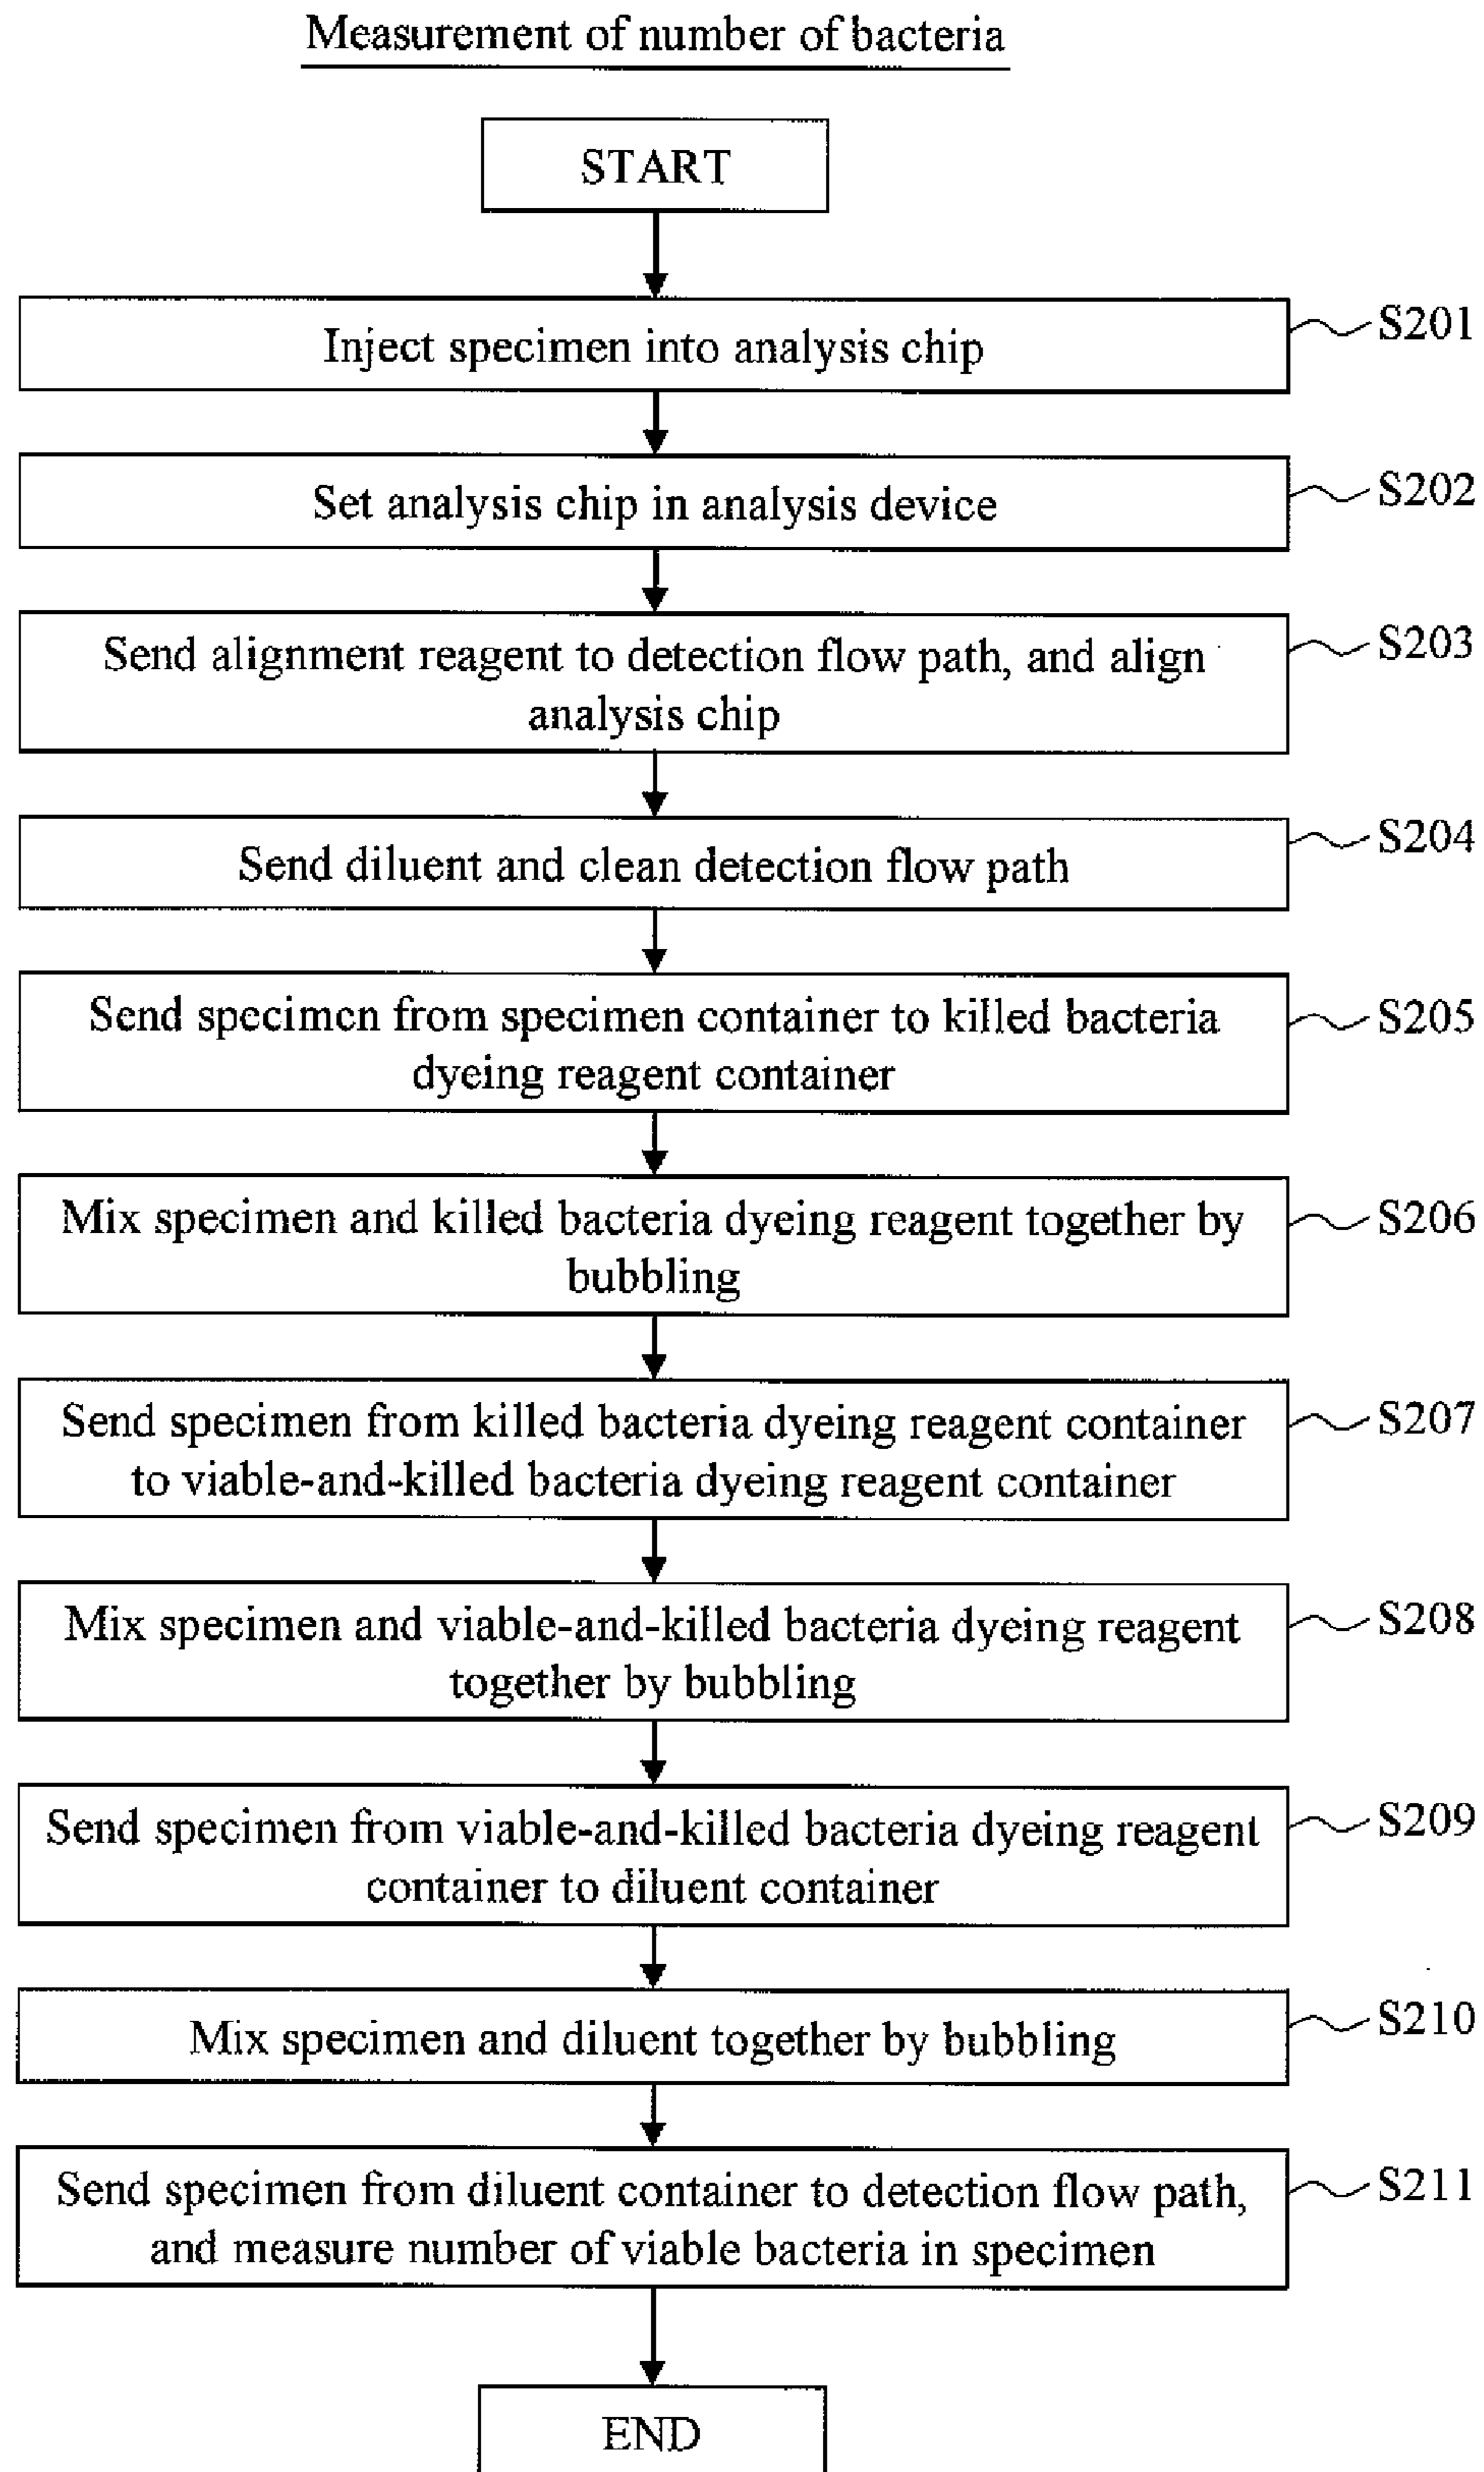 Measurement of number of bacteria
START
Inject specimen into analysis chip
S201
Set analysis chip in analysis device
S202
Send alignment reagent to detection flow path, and align
analysis chip
S203
Send diluent and clean detection flow path
S204
Send specimen from specimen container to killed bacteria
dyeing reagent container
S205
Mix specimen and killed bacteria dyeing reagent together by
bubbling
S206
Send specimen from killed bacteria dyeing reagent container
to viable-and-killed bacteria dyeing reagent container
S207
Mix specimen and viable-and-killed bacteria dyeing reagent
together by bubbling
S208
Send specimen from viable-and-killed bacteria dyeing reagent
container to diluent container
S209
Mix specimen and diluent together by bubbling
S210
Send specimen from diluent container to detection flow path,
and measure number of viable bacteria in specimen
S211
END